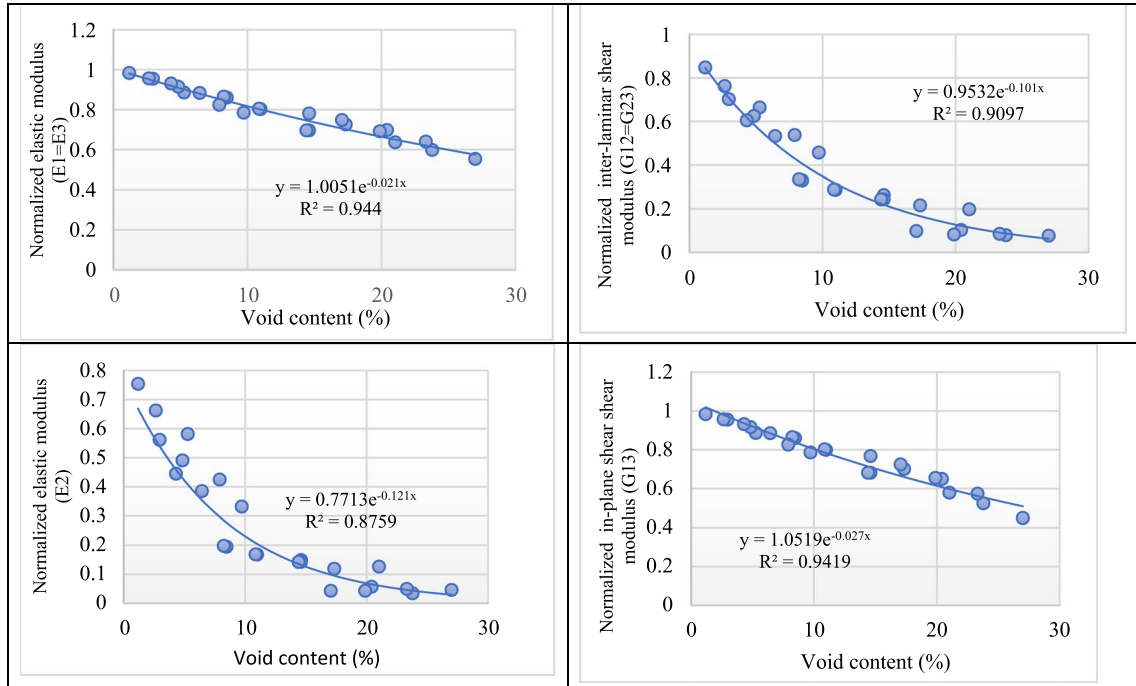 Normalized elastic modulus
(E1=E3)
1.2
1
0.8
0.6
0.4
0.2
0
y = 1.0051e^-0.021x
R² = 0.944
0 10 20 30
Void content (%)
Normalized inter-laminar shear
modulus (G12=G23)
1
0.8
0.6
0.4
0.2
0
y = 0.9532e^-0.101x
R² = 0.9097
0 10 20 30
Void content (%)
Normalized elastic modulus
(E2)
0.8
0.7
0.6
0.5
0.4
0.3
0.2
0.1
0
y = 0.7713e^-0.121x
R² = 0.8759
0 10 20 30
Void content (%)
Normalized in-plane shear shear
modulus (G13)
1.2
1
0.8
0.6
0.4
0.2
0
y = 1.0519e^-0.027x
R² = 0.9419
0 10 20 30
Void content (%)